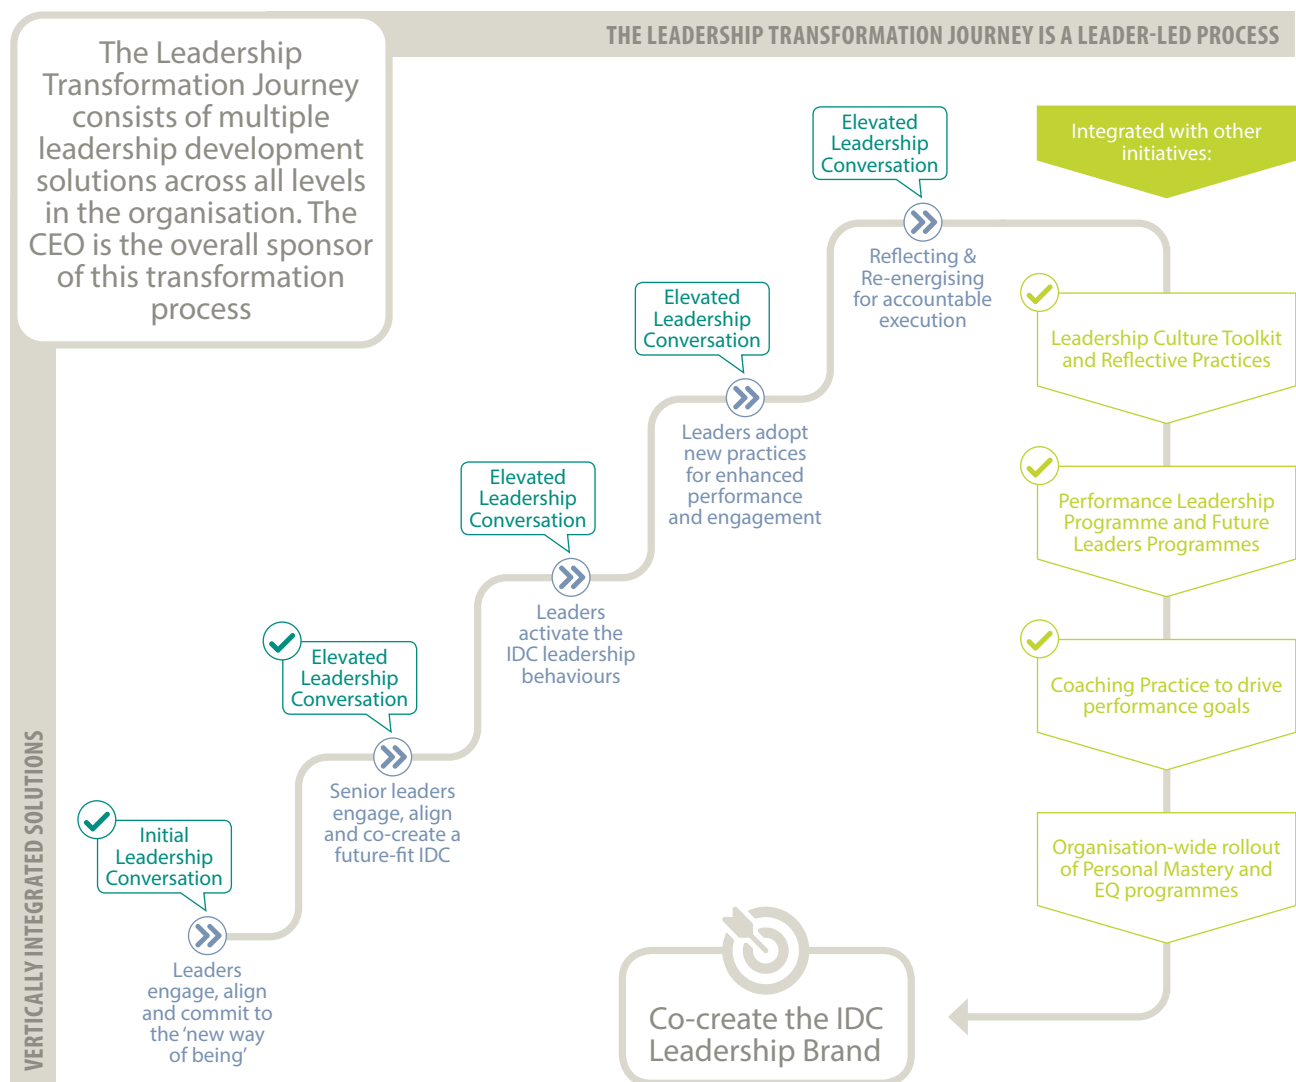 THE LEADERSHIP TRANSFORMATION JOURNEY IS A LEADER-LED PROCESS
The Leadership
Transformation Journey
consists of multiple
leadership development
solutions across all levels
in the organisation. The
CEO is the overall sponsor
of this transformation
process
VERTICALLY INTEGRATED SOLUTIONS
Initial
Leadership
Conversation
Leaders
engage, align
and commit to
the ‘new way
of being’
Elevated
Leadership
Conversation
Senior leaders
engage, align
and co-create a
future-fit IDC
Elevated
Leadership
Conversation
Leaders
activate the
IDC leadership
behaviours
Elevated
Leadership
Conversation
Leaders adopt
new practices
for enhanced
performance
and engagement
Elevated
Leadership
Conversation
Reflecting &
Re-energising
for accountable
execution
Integrated with other
initiatives:
Leadership Culture Toolkit
and Reflective Practices
Performance Leadership
Programme and Future
Leaders Programmes
Coaching Practice to drive
performance goals
Organisation-wide rollout
of Personal Mastery and
EQ programmes
Co-create the IDC
Leadership Brand